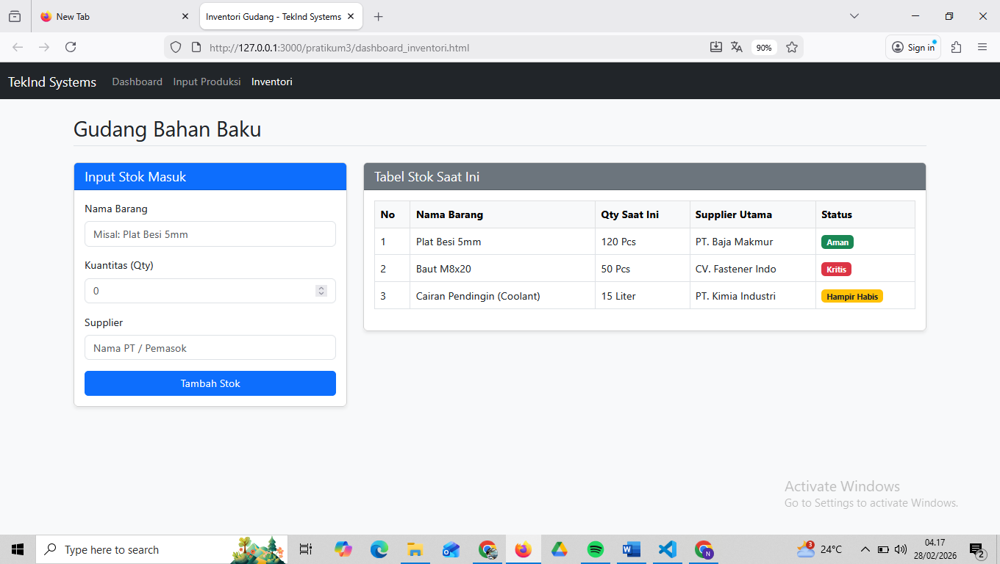 New Tab
Inventori Gudang - TekInd Systems
http://127.0.0.1:3000/pratikum3/dashboard_inventori.html
90%
Sign in
TekInd Systems Dashboard Input Produksi Inventori
Gudang Bahan Baku
Input Stok Masuk
Nama Barang
Misal: Plat Besi 5mm
Kuantitas (Qty)
0
Supplier
Nama PT / Pemasok
Tambah Stok
Tabel Stok Saat Ini
No Nama Barang Qty Saat Ini Supplier Utama Status
1 Plat Besi 5mm 120 Pcs PT. Baja Makmur Aman
2 Baut M8x20 50 Pcs CV. Fastener Indo Kritis
3 Cairan Pendingin (Coolant) 15 Liter PT. Kimia Industri Hampir Habis
Activate Windows
Go to Settings to activate Windows.
Type here to search
N
3
24°C
04.17
28/02/2026
2